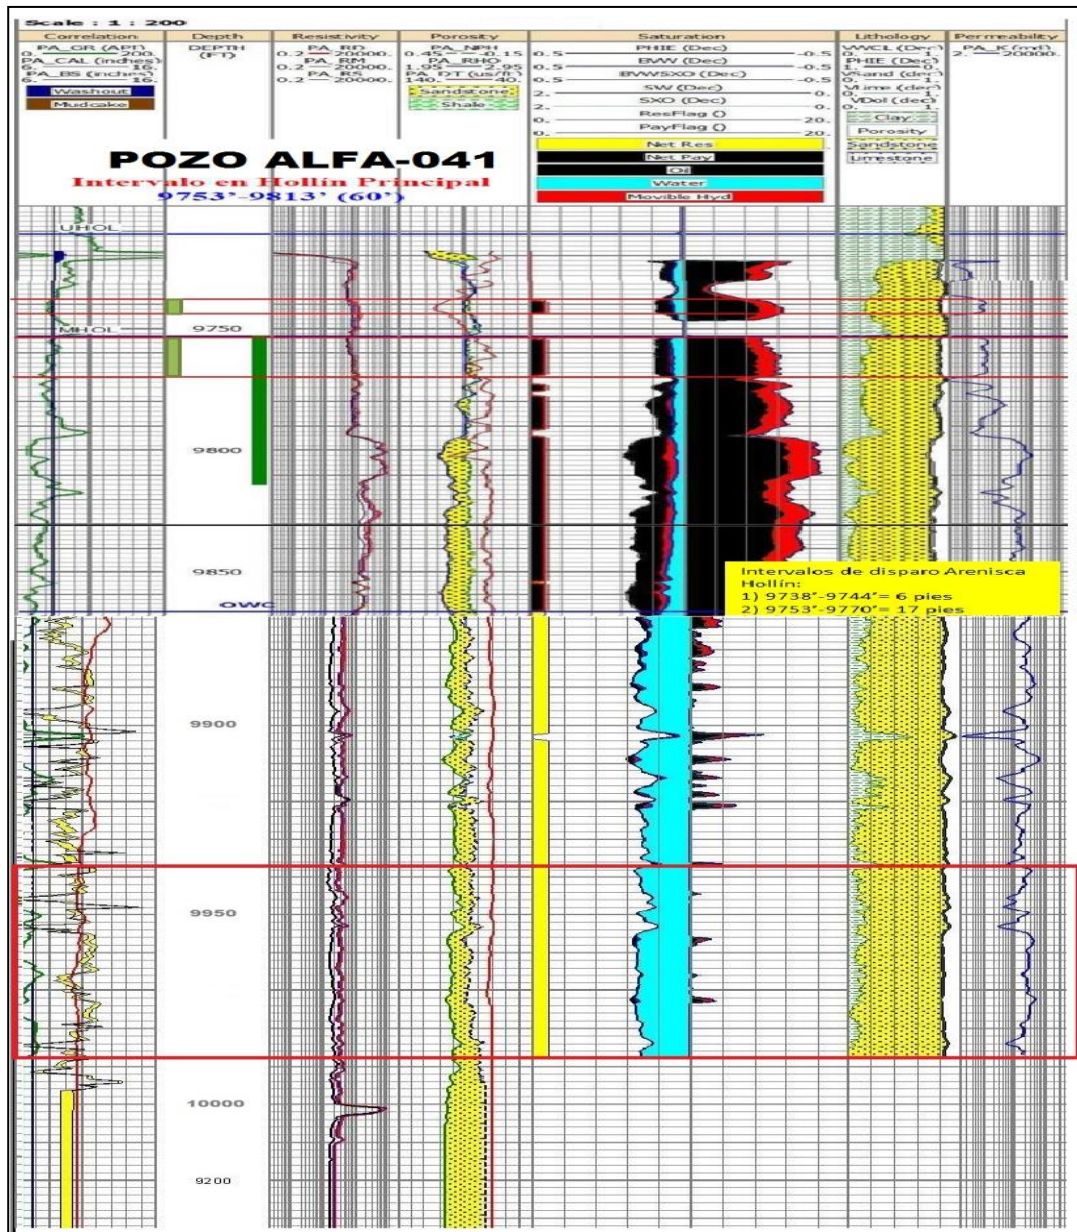 Scale : 1 : 200
Correlation Depth Resistivity Porosity Saturation Lithology Permeability
PA_GR (API)
0. 200.
PA_CAL (inches)
6. 16.
PA_BS (inches)
6. 16.
Washout
Mudcake
DEPTH
(FT)
PA_RD
0.2 20000.
PA_RM
0.2 20000.
PA_RS
0.2 20000.
PA_NPH
0.45 -0.15
PA_RHO
1.95 2.95
PA_DT (us/ft)
140. 40.
Sandstone
Shale
PHIE (Dec)
0.5 -0.5
BVW (Dec)
0.5 -0.5
BVWSXO (Dec)
0.5 -0.5
SW (Dec)
2. 0.
SXO (Dec)
2. 0.
ResFlag ()
0. 20.
PayFlag ()
0. 20.
Net Res
Net Pay
Oil
Water
Movible Hyd
VWCL (Dec)
0. 1.
PHIE (Dec)
1. 0.
VSand (dec)
0. 1.
VLime (dec)
0. 1.
VDol (dec)
0. 1.
Clay
Porosity
Sandstone
Limestone
PA_K (md)
2. 20000.
POZO ALFA-041
Intervalo en Hollín Principal
9753'-9813' (60')
UHOL
MHOL
9750
9800
9850
OWC
Intervalos de disparo Arenisca
Hollín:
1) 9738'-9744'= 6 pies
2) 9753'-9770'= 17 pies
9900
9950
10000
9200